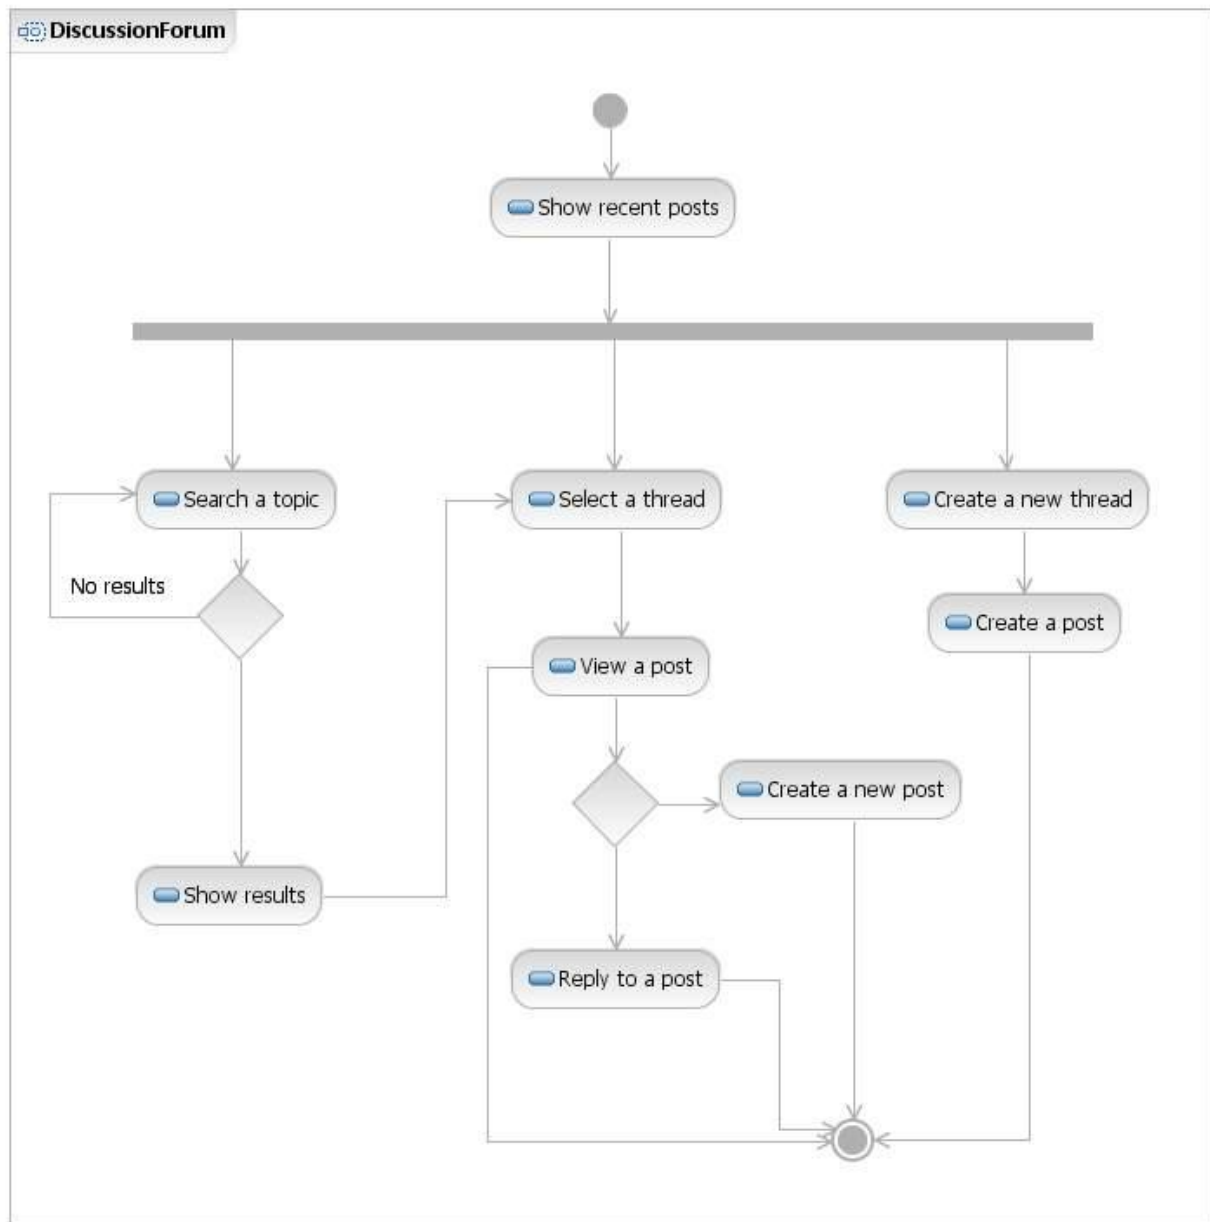 DiscussionForum
Show recent posts
Search a topic
Select a thread
Create a new thread
No results
Create a post
View a post
Create a new post
Show results
Reply to a post